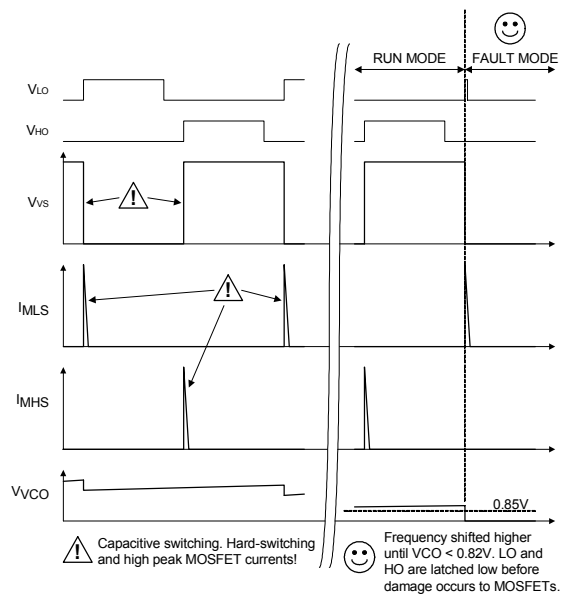 RUN MODE FAULT MODE
VLO
VHO
VVS
!
IMLS
!
IMHS
VVCO
0.85V
! Capacitive switching. Hard-switching
and high peak MOSFET currents!
Frequency shifted higher
until VCO < 0.82V. LO and
HO are latched low before
damage occurs to MOSFETs.